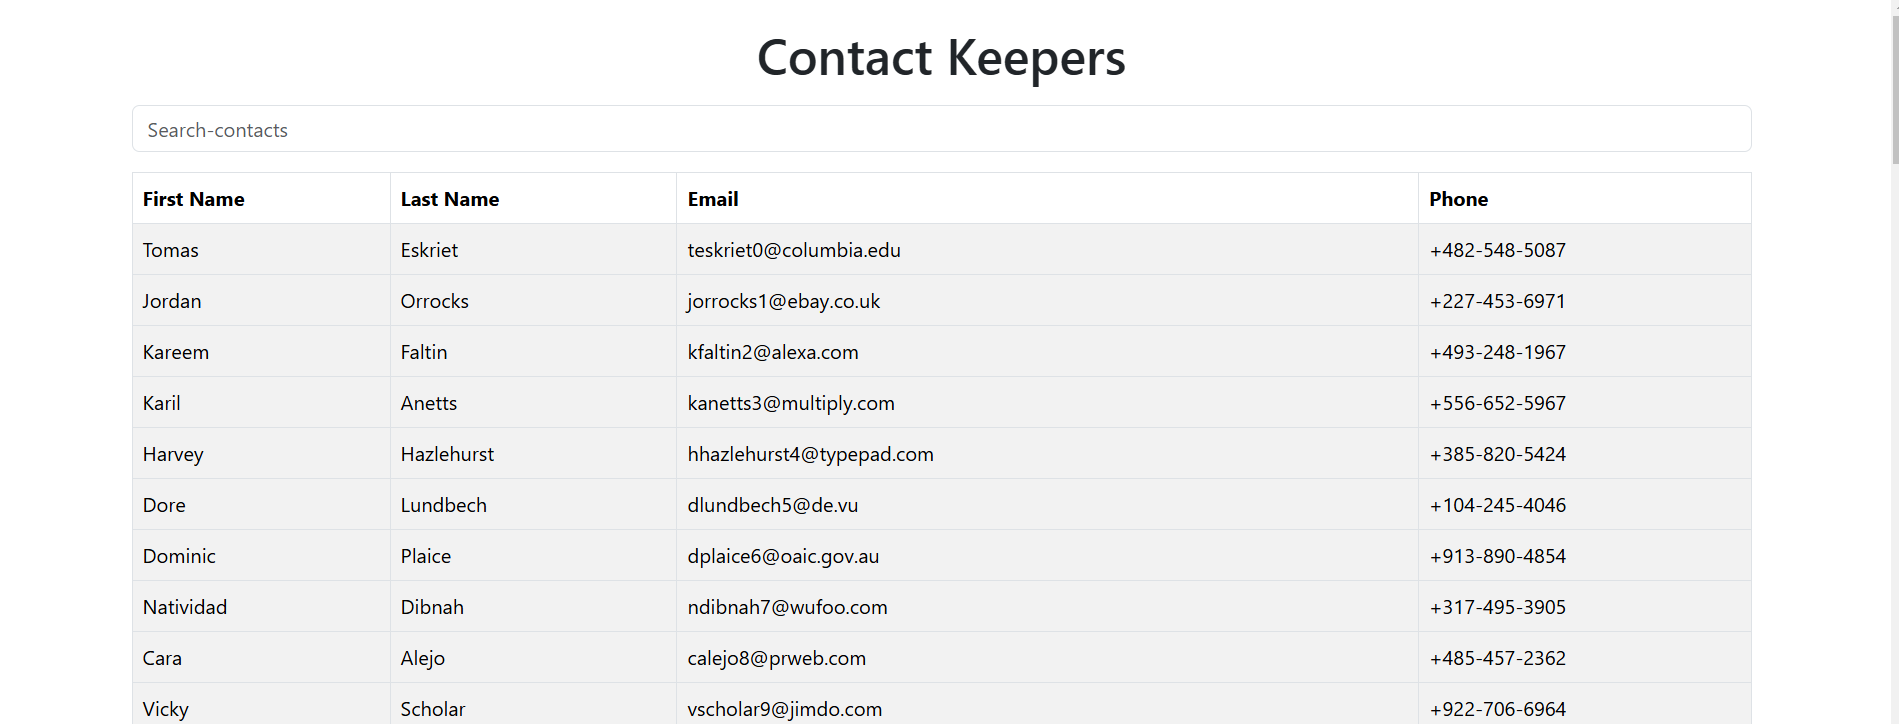 Contact Keepers
Search-contacts
First Name Last Name Email Phone
Tomas Eskriet teskriet0@columbia.edu +482-548-5087
Jordan Orrocks jorrocks1@ebay.co.uk +227-453-6971
Kareem Faltin kfaltin2@alexa.com +493-248-1967
Karil Anetts kanetts3@multiply.com +556-652-5967
Harvey Hazlehurst hhazlehurst4@typepad.com +385-820-5424
Dore Lundbech dlundbech5@de.vu +104-245-4046
Dominic Plaice dplaice6@oaic.gov.au +913-890-4854
Natividad Dibnah ndibnah7@wufoo.com +317-495-3905
Cara Alejo calejo8@prweb.com +485-457-2362
Vicky Scholar vscholar9@jimdo.com +922-706-6964